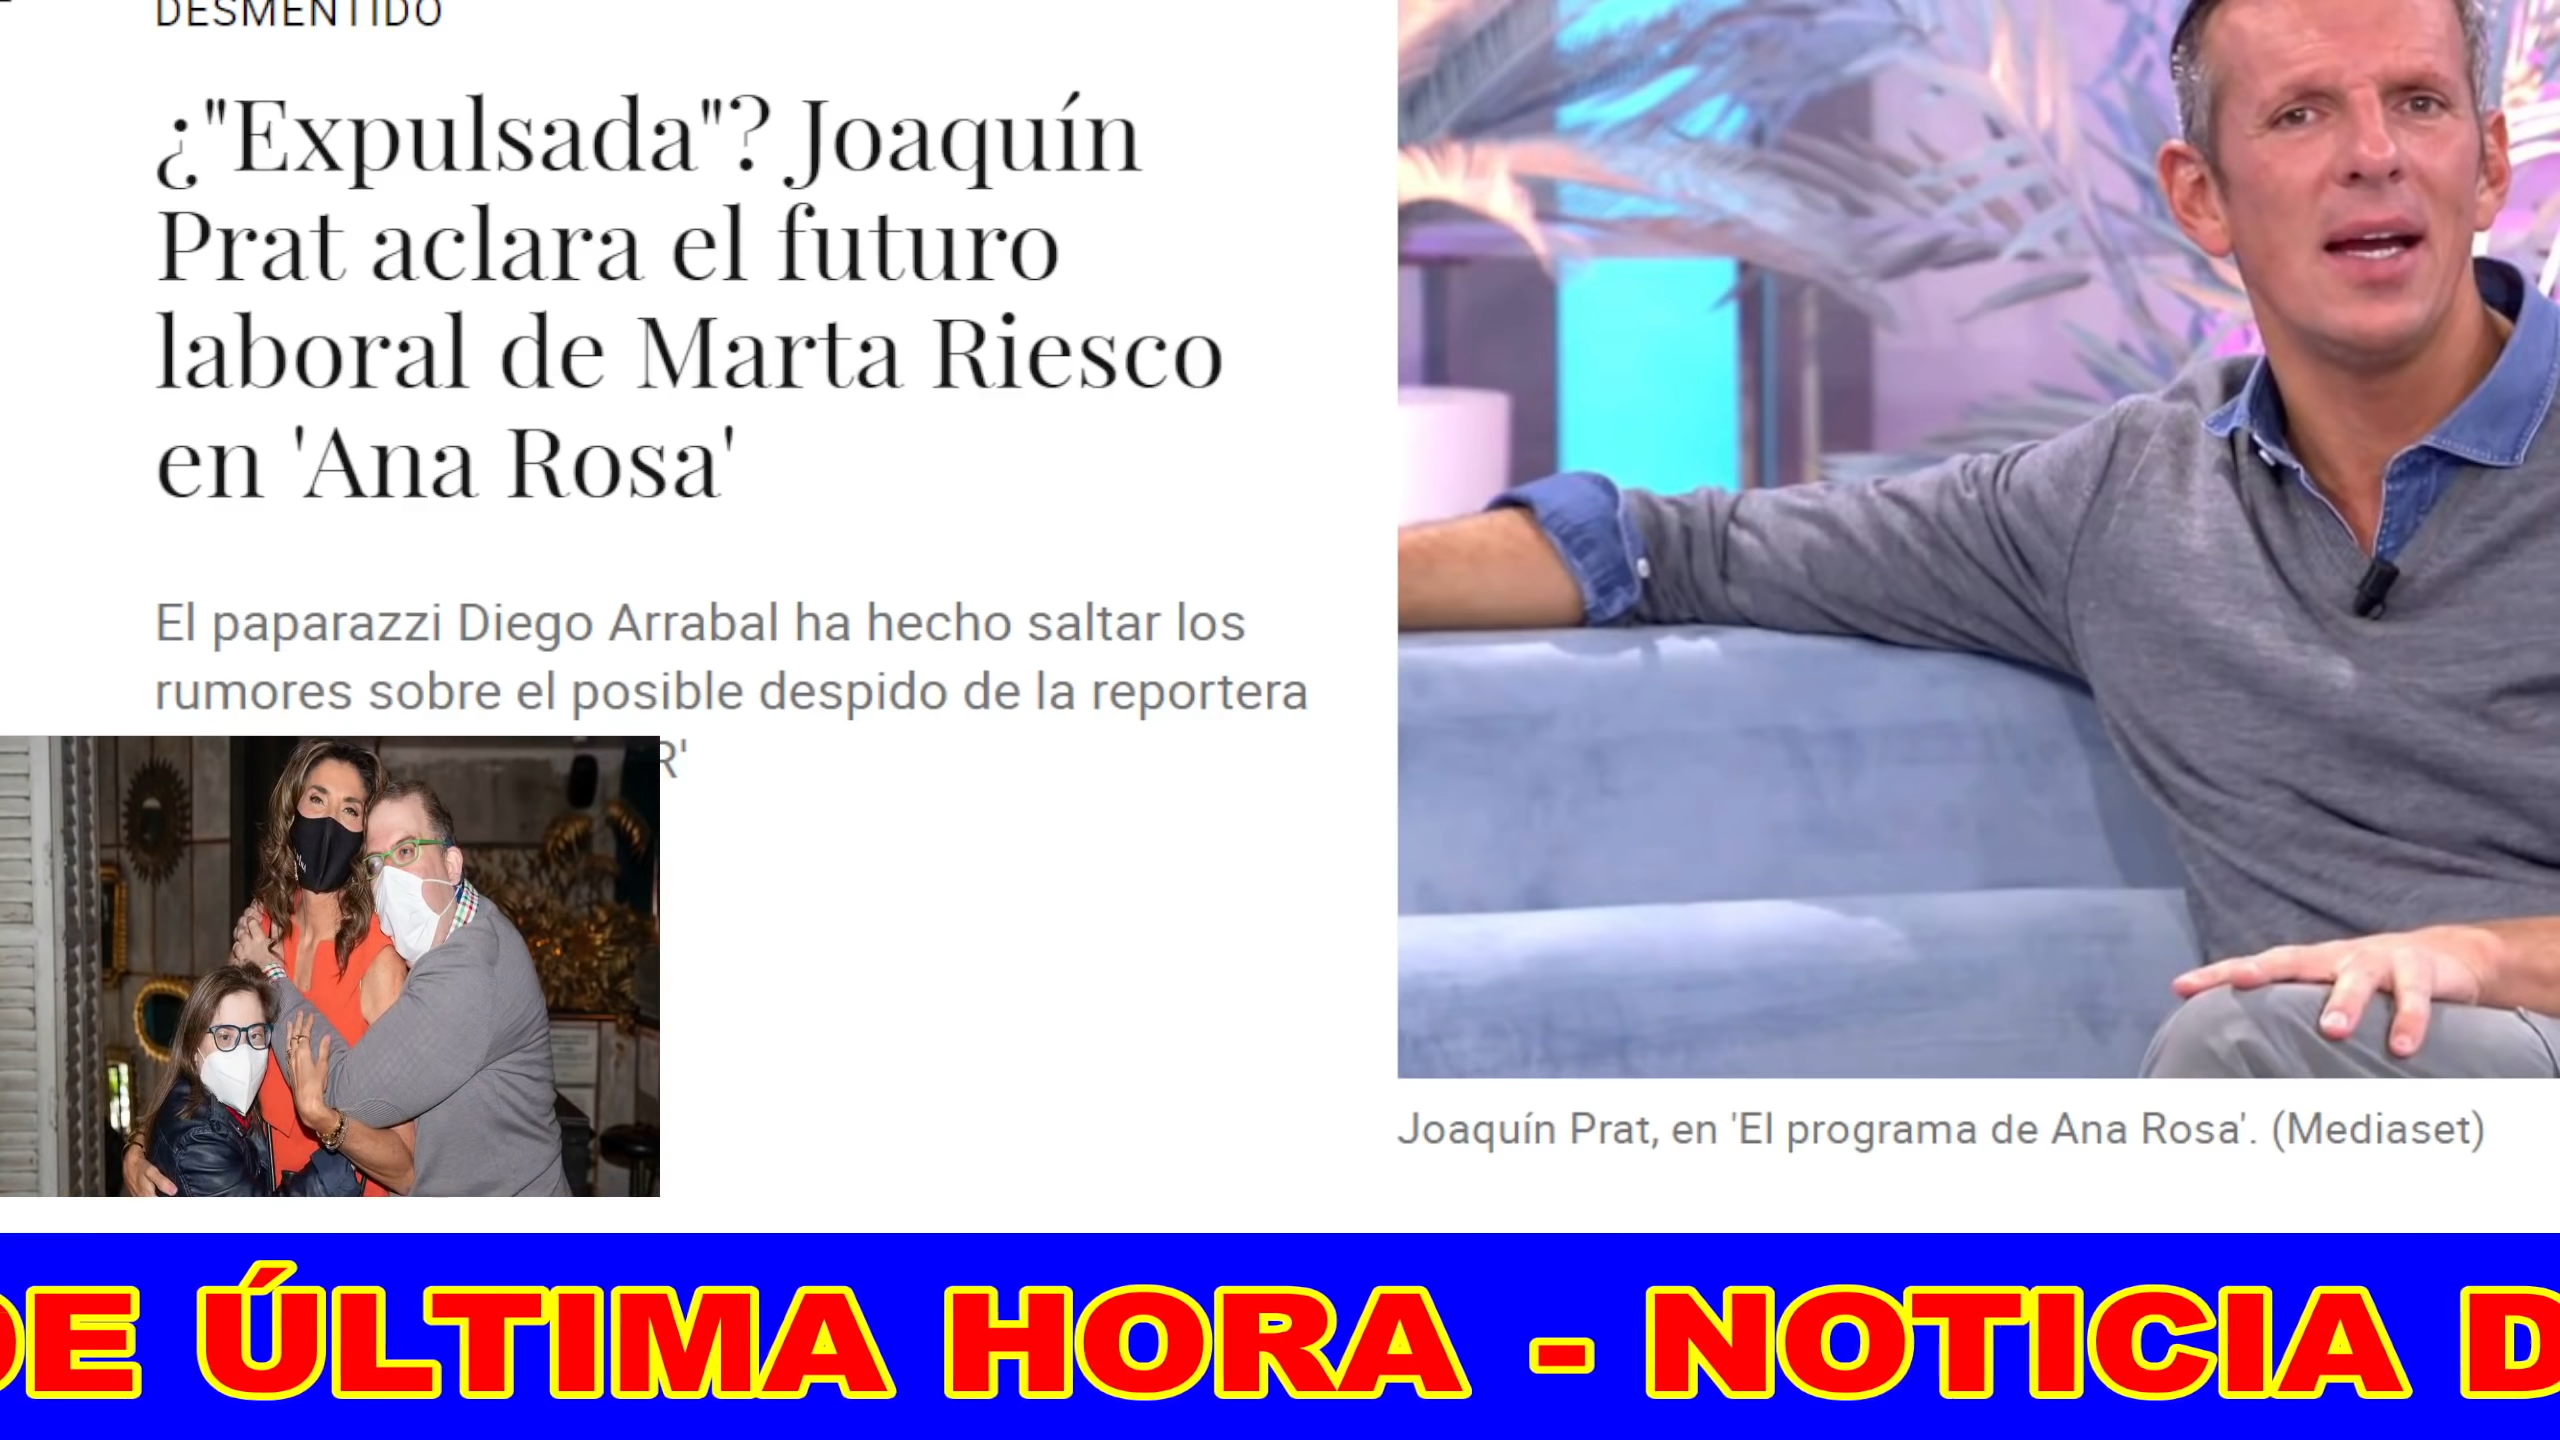 DESMENTIDO
¿"Expulsada"? Joaquín
Prat aclara el futuro
laboral de Marta Riesco
en 'Ana Rosa'
El paparazzi Diego Arrabal ha hecho saltar los
rumores sobre el posible despido de la reportera
R'
Joaquín Prat, en 'El programa de Ana Rosa'. (Mediaset)
DE ÚLTIMA HORA - NOTICIA D